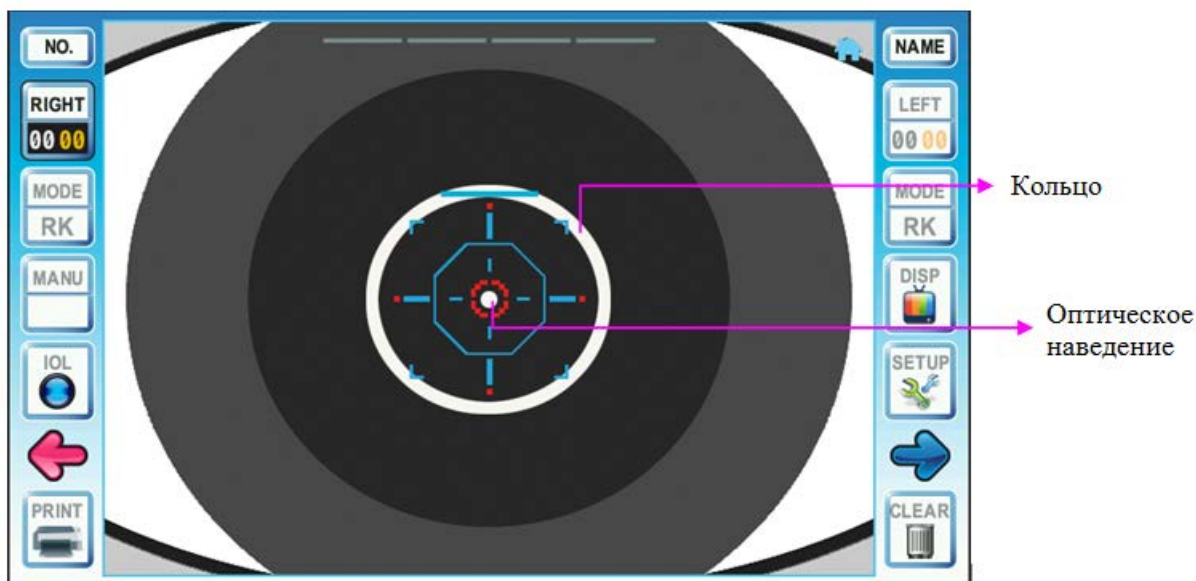 NO.
RIGHT
00 00
MODE
RK
MANU
IOL
PRINT
NAME
LEFT
00 00
MODE
RK
DISP
SETUP
CLEAR
Кольцо
Оптическое
наведение